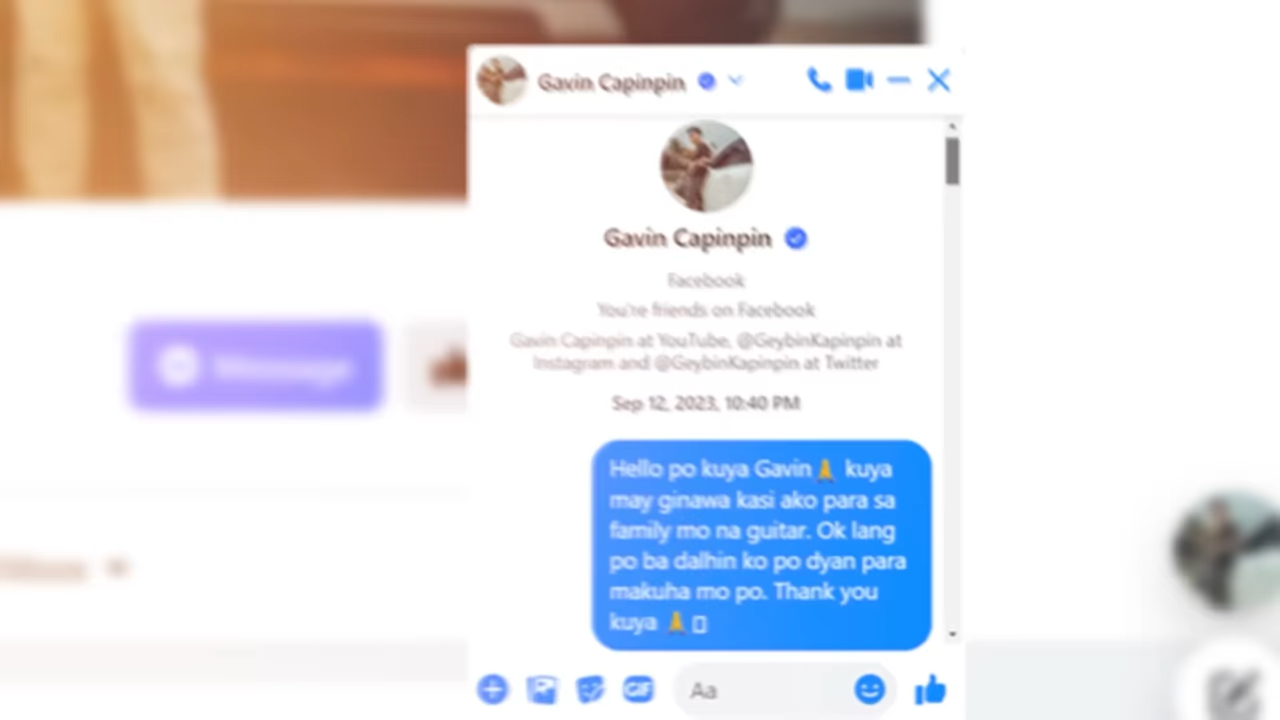 Gavin Capinpin
Gavin Capinpin
Facebook
You're friends on Facebook
Gavin Capinpin at YouTube, @GeybinKapinpin at
Instagram and @GeybinKapinpin at Twitter
Sep 12, 2023, 10:40 PM
Message
Hello po kuya Gavin🙏 kuya
may ginawa kasi ako para sa
family mo na guitar. Ok lang
po ba dalhin ko po dyan para
makuha mo po. Thank you
kuya 🙏
GIF
Aa